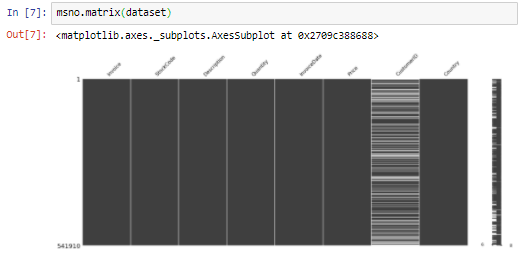 In [7]: msno.matrix(dataset)
Out[7]: <matplotlib.axes._subplots.AxesSubplot at 0x2709c388688>
Invoice StockCode Description Quantity InvoiceDate Price CustomerID Country
1
541910